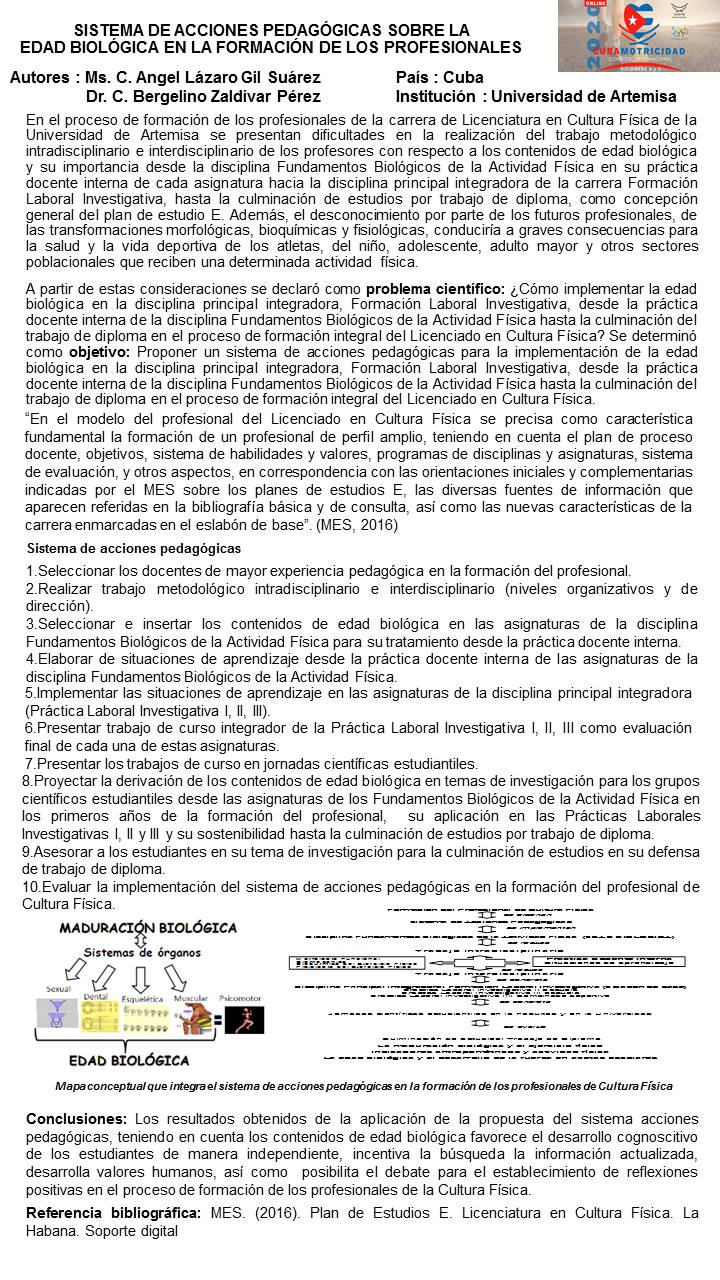 SISTEMA DE ACCIONES PEDAGÓGICAS SOBRE LA
EDAD BIOLÓGICA EN LA FORMACIÓN DE LOS PROFESIONALES
2020
ONLINE
CUBAMOTRICIDAD
Autores : Ms. C. Angel Lázaro Gil Suárez
País : Cuba
Dr. C. Bergelino Zaldívar Pérez
Institución : Universidad de Artemisa
En el proceso de formación de los profesionales de la carrera de Licenciatura en Cultura Física de la
Universidad de Artemisa se presentan dificultades en la realización del trabajo metodológico
intradisciplinario e interdisciplinario de los profesores con respecto a los contenidos de edad biológica
y su importancia desde la disciplina Fundamentos Biológicos de la Actividad Física en su práctica
docente interna de cada asignatura hacia la disciplina principal integradora de la carrera Formación
Laboral Investigativa, hasta la culminación de estudios por trabajo de diploma, como concepción
general del plan de estudio E. Además, el desconocimiento por parte de los futuros profesionales, de
las transformaciones morfológicas, bioquímicas y fisiológicas, conduciría a graves consecuencias para
la salud y la vida deportiva de los atletas, del niño, adolescente, adulto mayor y otros sectores
poblacionales que reciben una determinada actividad física.
A partir de estas consideraciones se declaró como problema científico: ¿Cómo implementar la edad
biológica en la disciplina principal integradora, Formación Laboral Investigativa, desde la práctica
docente interna de la disciplina Fundamentos Biológicos de la Actividad Física hasta la culminación del
trabajo de diploma en el proceso de formación integral del Licenciado en Cultura Física? Se determinó
como objetivo: Proponer un sistema de acciones pedagógicas para la implementación de la edad
biológica en la disciplina principal integradora, Formación Laboral Investigativa, desde la práctica
docente interna de la disciplina Fundamentos Biológicos de la Actividad Física hasta la culminación del
trabajo de diploma en el proceso de formación integral del Licenciado en Cultura Física.
“En el modelo del profesional del Licenciado en Cultura Física se precisa como característica
fundamental la formación de un profesional de perfil amplio, teniendo en cuenta el plan de proceso
docente, objetivos, sistema de habilidades y valores, programas de disciplinas y asignaturas, sistema
de evaluación, y otros aspectos, en correspondencia con las orientaciones iniciales y complementarias
indicadas por el MES sobre los planes de estudios E, las diversas fuentes de información que
aparecen referidas en la bibliografía básica y de consulta, así como las nuevas características de la
carrera enmarcadas en el eslabón de base”. (MES, 2016)
Sistema de acciones pedagógicas
1.Seleccionar los docentes de mayor experiencia pedagógica en la formación del profesional.
2.Realizar trabajo metodológico intradisciplinario e interdisciplinario (niveles organizativos y de
dirección).
3.Seleccionar e insertar los contenidos de edad biológica en las asignaturas de la disciplina
Fundamentos Biológicos de la Actividad Física para su tratamiento desde la práctica docente interna.
4.Elaborar de situaciones de aprendizaje desde la práctica docente interna de las asignaturas de la
disciplina Fundamentos Biológicos de la Actividad Física.
5.Implementar las situaciones de aprendizaje en las asignaturas de la disciplina principal integradora
(Práctica Laboral Investigativa I, II, III).
6.Presentar trabajo de curso integrador de la Práctica Laboral Investigativa I, II, III como evaluación
final de cada una de estas asignaturas.
7.Presentar los trabajos de curso en jornadas científicas estudiantiles.
8.Proyectar la derivación de los contenidos de edad biológica en temas de investigación para los grupos
científicos estudiantiles desde las asignaturas de los Fundamentos Biológicos de la Actividad Física en
los primeros años de la formación del profesional, su aplicación en las Prácticas Laborales
Investigativas I, II y III y su sostenibilidad hasta la culminación de estudios por trabajo de diploma.
9.Asesorar a los estudiantes en su tema de investigación para la culminación de estudios en su defensa
de trabajo de diploma.
10.Evaluar la implementación del sistema de acciones pedagógicas en la formación del profesional de
Cultura Física.
MADURACIÓN BIOLÓGICA
Sistemas de órganos
Sexual
Dental
Esquelética
Muscular
Psicomotor
EDAD BIOLÓGICA
Mapa conceptual que integra el sistema de acciones pedagógicas en la formación de los profesionales de Cultura Física
Conclusiones: Los resultados obtenidos de la aplicación de la propuesta del sistema acciones
pedagógicas, teniendo en cuenta los contenidos de edad biológica favorece el desarrollo cognoscitivo
de los estudiantes de manera independiente, incentiva la búsqueda la información actualizada,
desarrolla valores humanos, así como posibilita el debate para el establecimiento de reflexiones
positivas en el proceso de formación de los profesionales de la Cultura Física.
Referencia bibliográfica: MES. (2016). Plan de Estudios E. Licenciatura en Cultura Física. La
Habana. Soporte digital